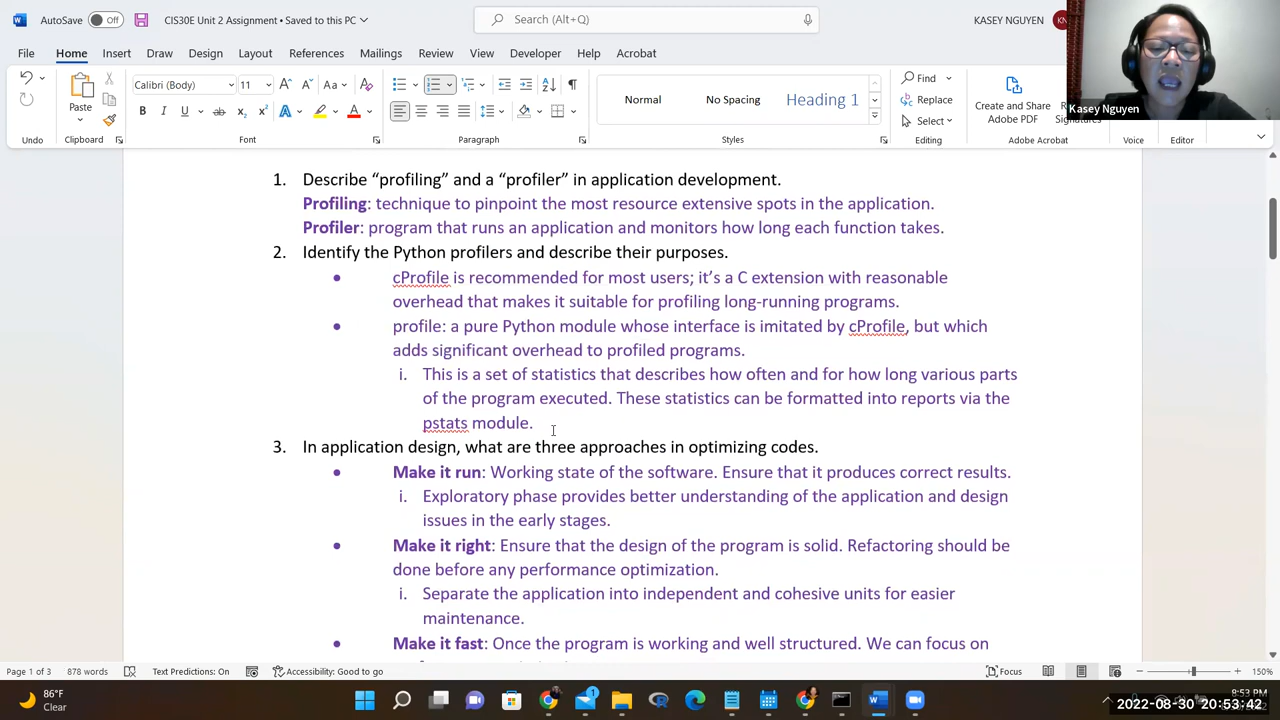 AutoSave Off CIS30E Unit 2 Assignment • Saved to this PC Search (Alt+Q) KASEY NGUYEN
File Home Insert Draw Design Layout References Mailings Review View Developer Help Acrobat
Calibri (Body) 11 Aa
Paste
B I U ab x₂ x² A A
Normal No Spacing Heading 1
Find
Replace
Select
Create and Share
Adobe PDF
Signatures
Kasey Nguyen
Undo Clipboard Font Paragraph Styles Editing Adobe Acrobat Voice Editor
1. Describe “profiling” and a “profiler” in application development.
Profiling: technique to pinpoint the most resource extensive spots in the application.
Profiler: program that runs an application and monitors how long each function takes.
2. Identify the Python profilers and describe their purposes.
• cProfile is recommended for most users; it’s a C extension with reasonable
overhead that makes it suitable for profiling long-running programs.
• profile: a pure Python module whose interface is imitated by cProfile, but which
adds significant overhead to profiled programs.
i. This is a set of statistics that describes how often and for how long various parts
of the program executed. These statistics can be formatted into reports via the
pstats module.
3. In application design, what are three approaches in optimizing codes.
• Make it run: Working state of the software. Ensure that it produces correct results.
i. Exploratory phase provides better understanding of the application and design
issues in the early stages.
• Make it right: Ensure that the design of the program is solid. Refactoring should be
done before any performance optimization.
i. Separate the application into independent and cohesive units for easier
maintenance.
• Make it fast: Once the program is working and well structured. We can focus on
Page 1 of 3 878 words Text Predictions: On Accessibility: Good to go Focus 150%
86°F
Clear
8:53 PM
2022-08-30 20:53:42